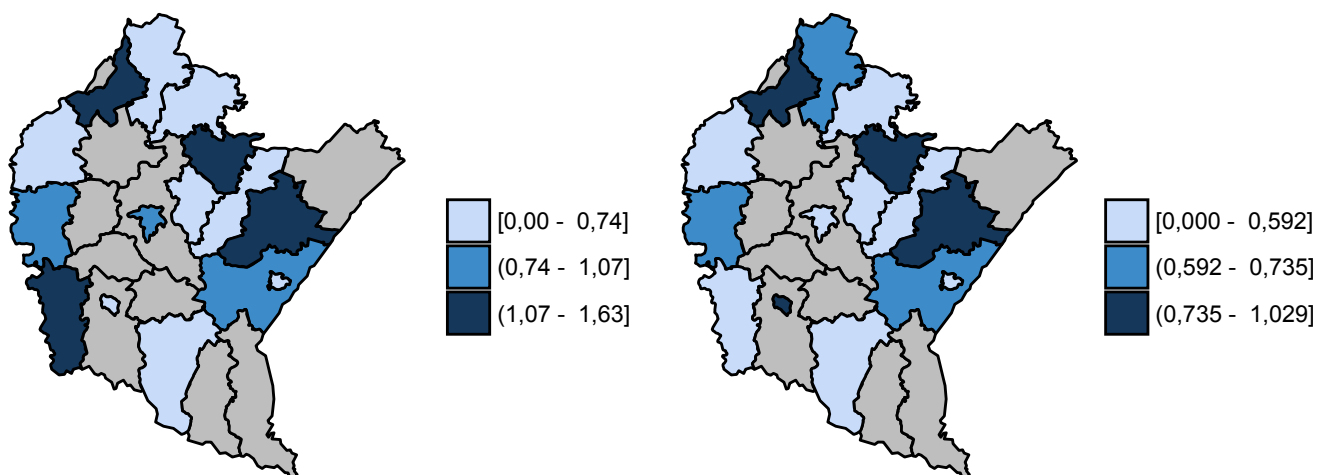 [0,00 - 0,74]
(0,74 - 1,07]
(1,07 - 1,63]
[0,000 - 0,592]
(0,592 - 0,735]
(0,735 - 1,029]